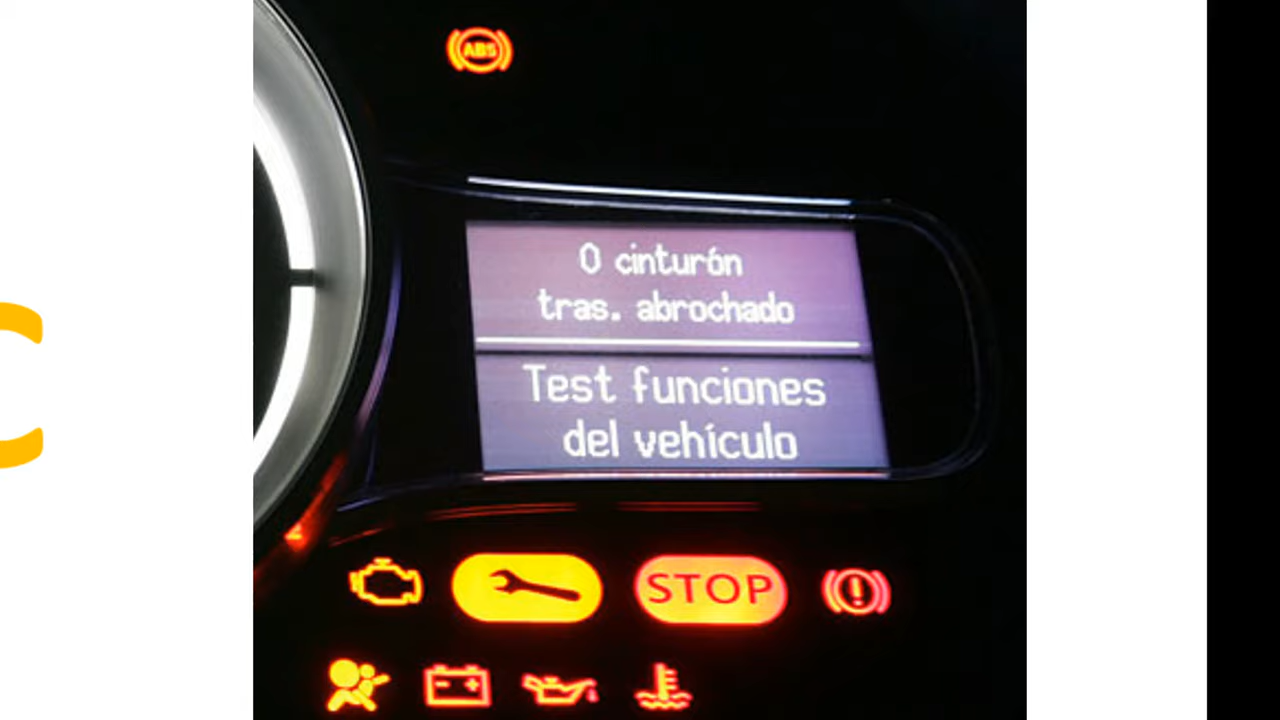 ABS
0 cinturón
tras. abrochado
Test funciones
del vehículo
STOP